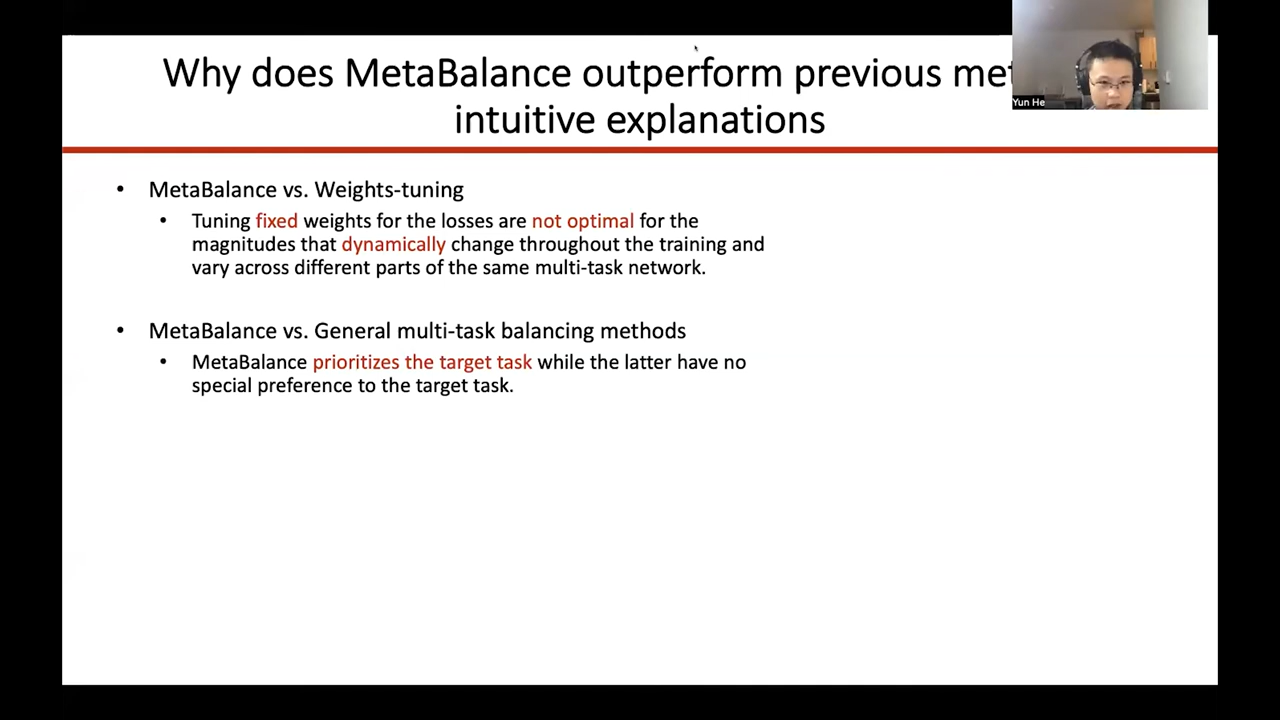 Why does MetaBalance outperform previous met
intuitive explanations
Yun He
• MetaBalance vs. Weights-tuning
• Tuning fixed weights for the losses are not optimal for the
magnitudes that dynamically change throughout the training and
vary across different parts of the same multi-task network.
• MetaBalance vs. General multi-task balancing methods
• MetaBalance prioritizes the target task while the latter have no
special preference to the target task.